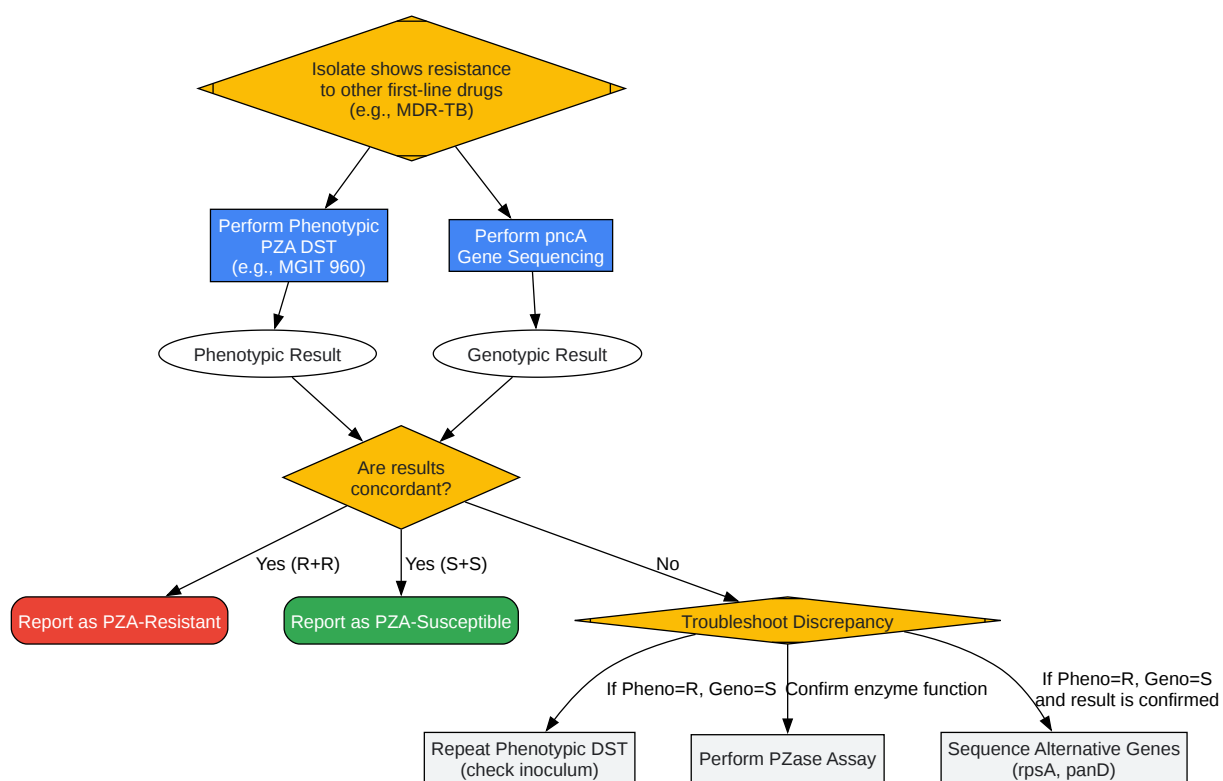 Isolate shows resistance
to other first-line drugs
(e.g., MDR-TB)
Perform Phenotypic
PZA DST
(e.g., MGIT 960)
Perform pncA
Gene Sequencing
Phenotypic Result
Genotypic Result
Are results
concordant?
Yes (R+R)
Yes (S+S)
No
Report as PZA-Resistant
Report as PZA-Susceptible
Troubleshoot Discrepancy
If Pheno=R, Geno=S
Confirm enzyme function
If Pheno=R, Geno=S
and result is confirmed
Repeat Phenotypic DST
(check inoculum)
Perform PZase Assay
Sequence Alternative Genes
(rpsA, panD)